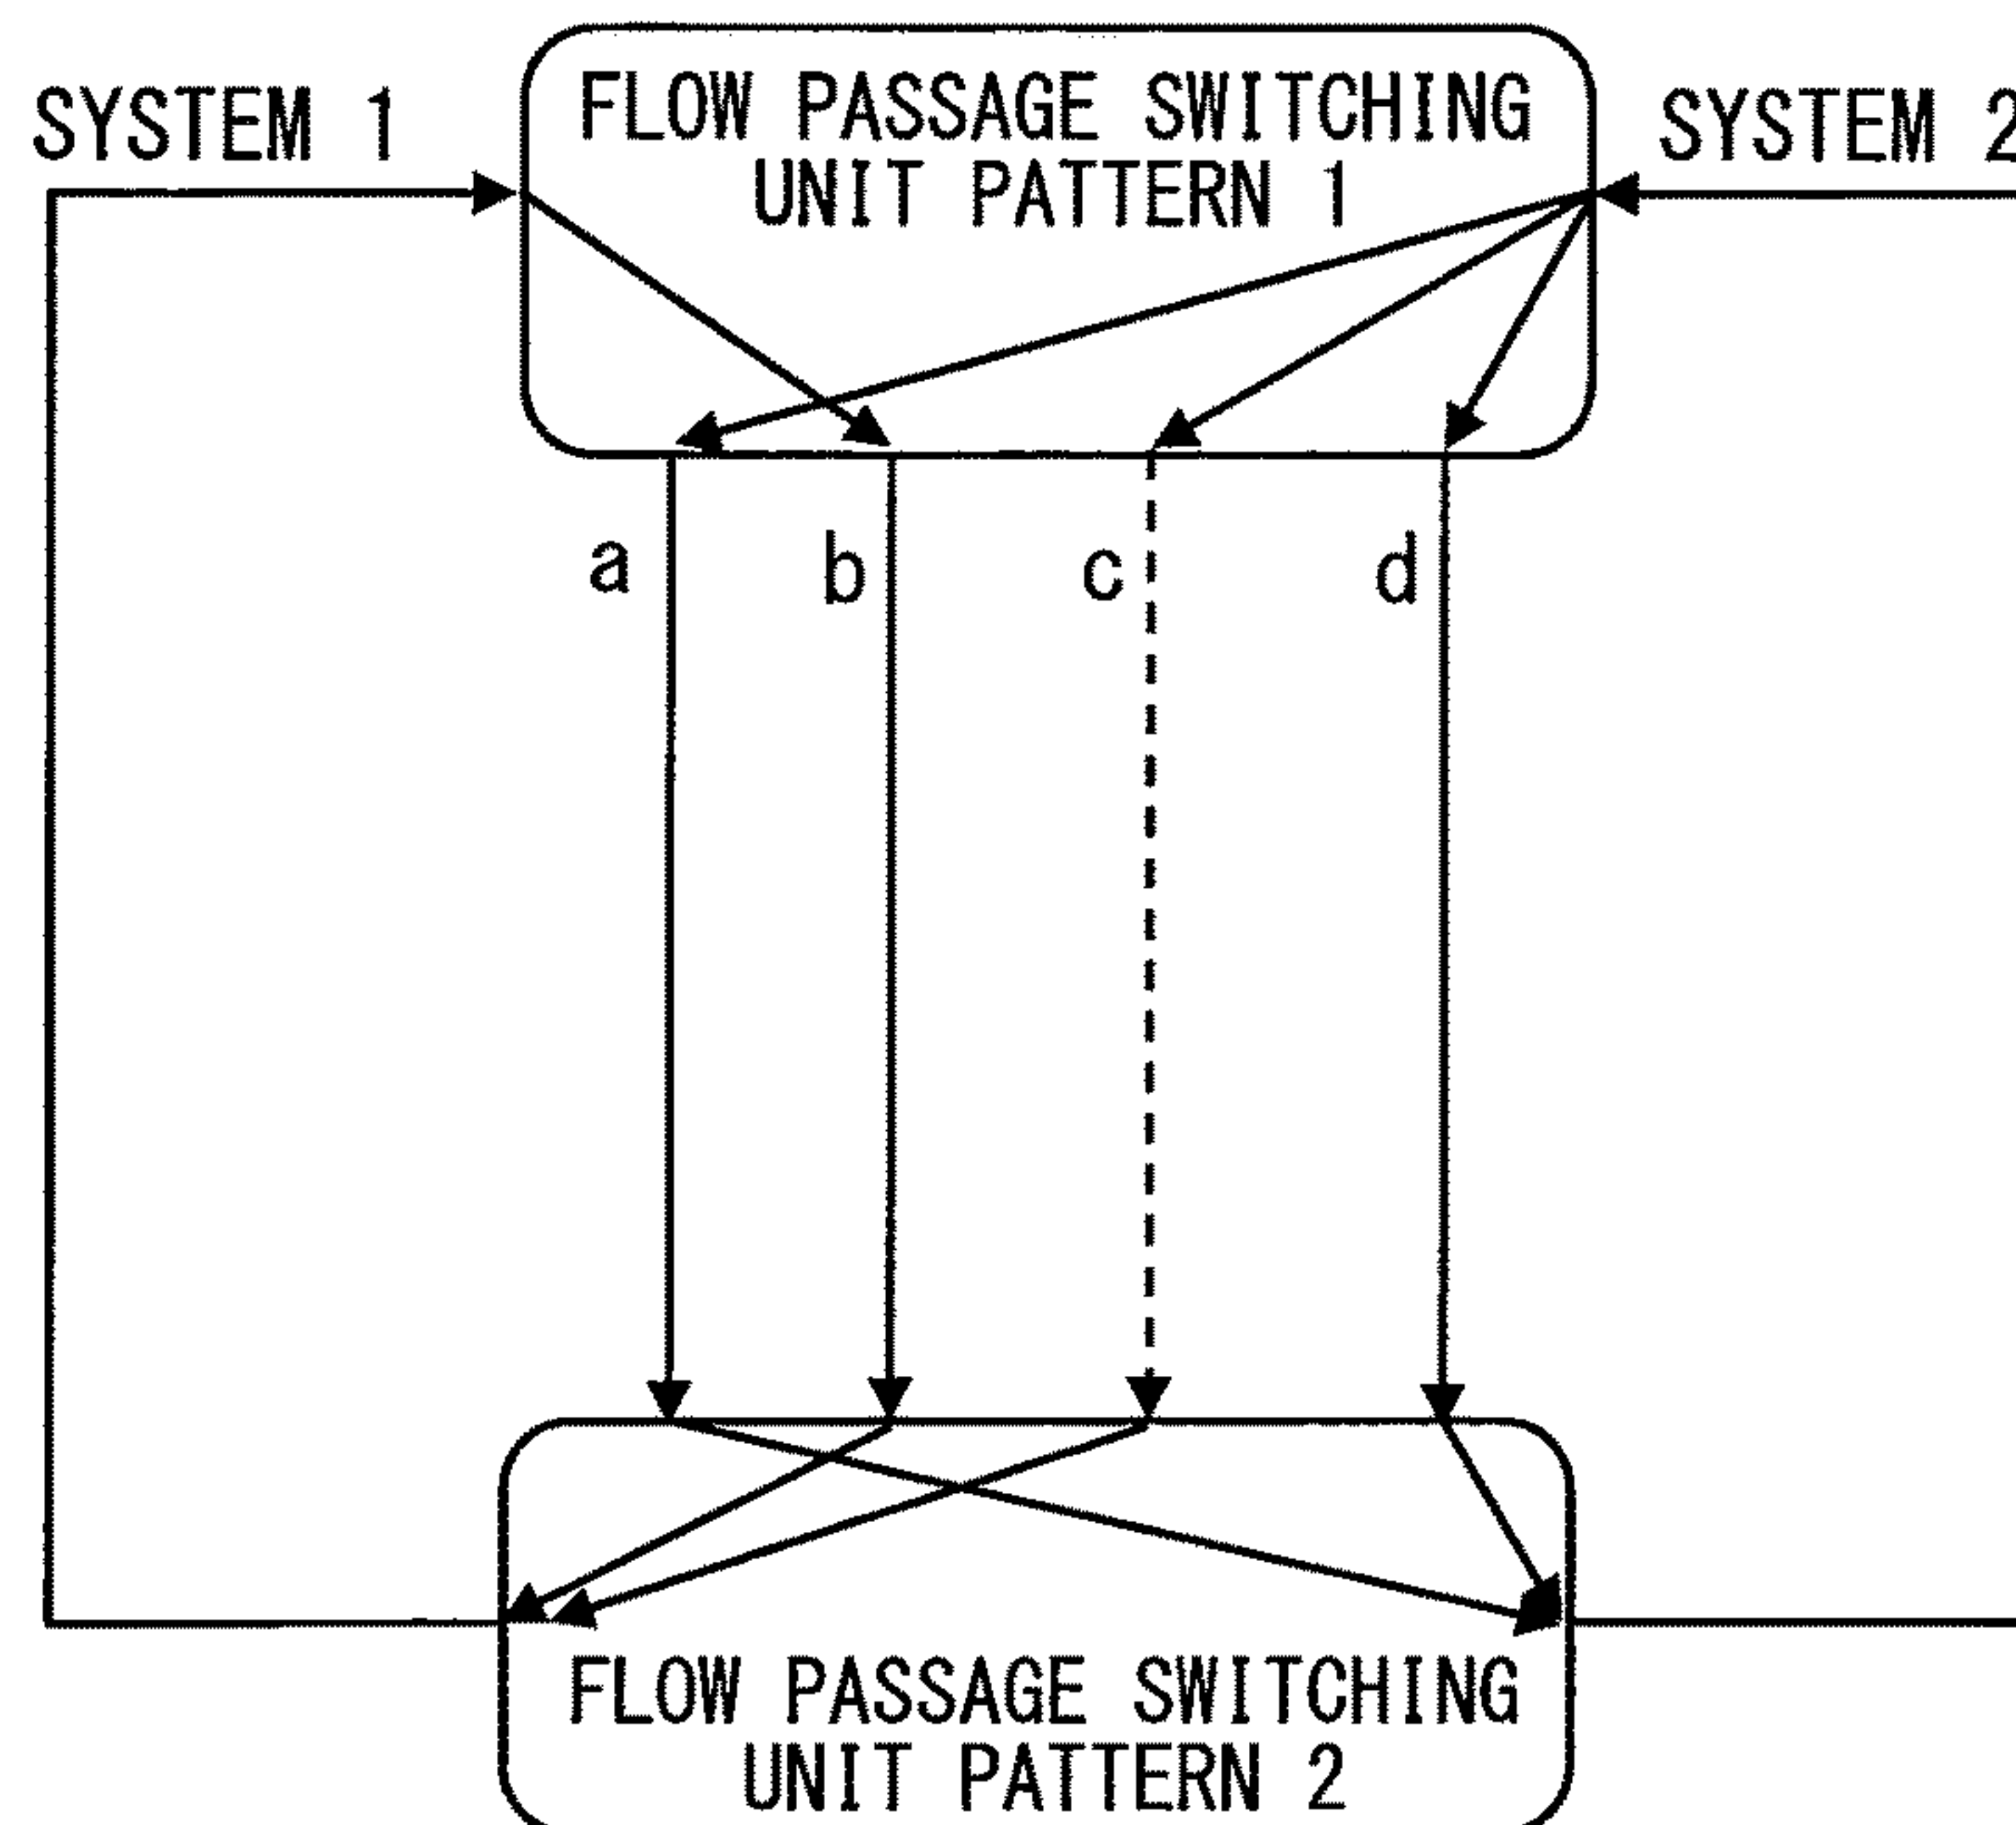 SYSTEM 1
FLOW PASSAGE SWITCHING
UNIT PATTERN 1
SYSTEM 2
a
b
c
d
FLOW PASSAGE SWITCHING
UNIT PATTERN 2